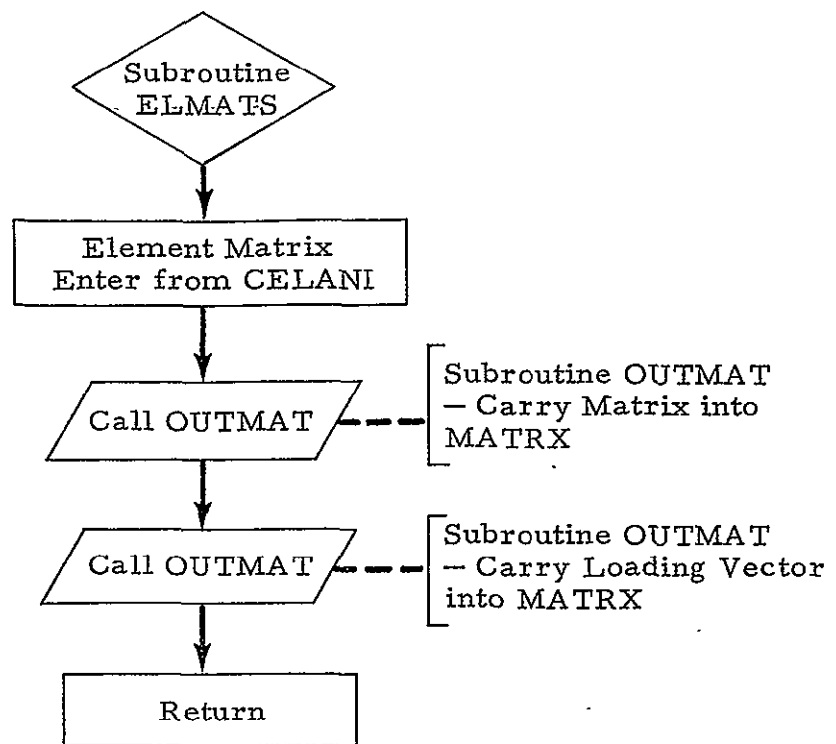 Subroutine
ELMATS
Element Matrix
Enter from CELANI
Call OUTMAT
Subroutine OUTMAT
— Carry Matrix into
MATRX
Call OUTMAT
Subroutine OUTMAT
— Carry Loading Vector
into MATRX
Return